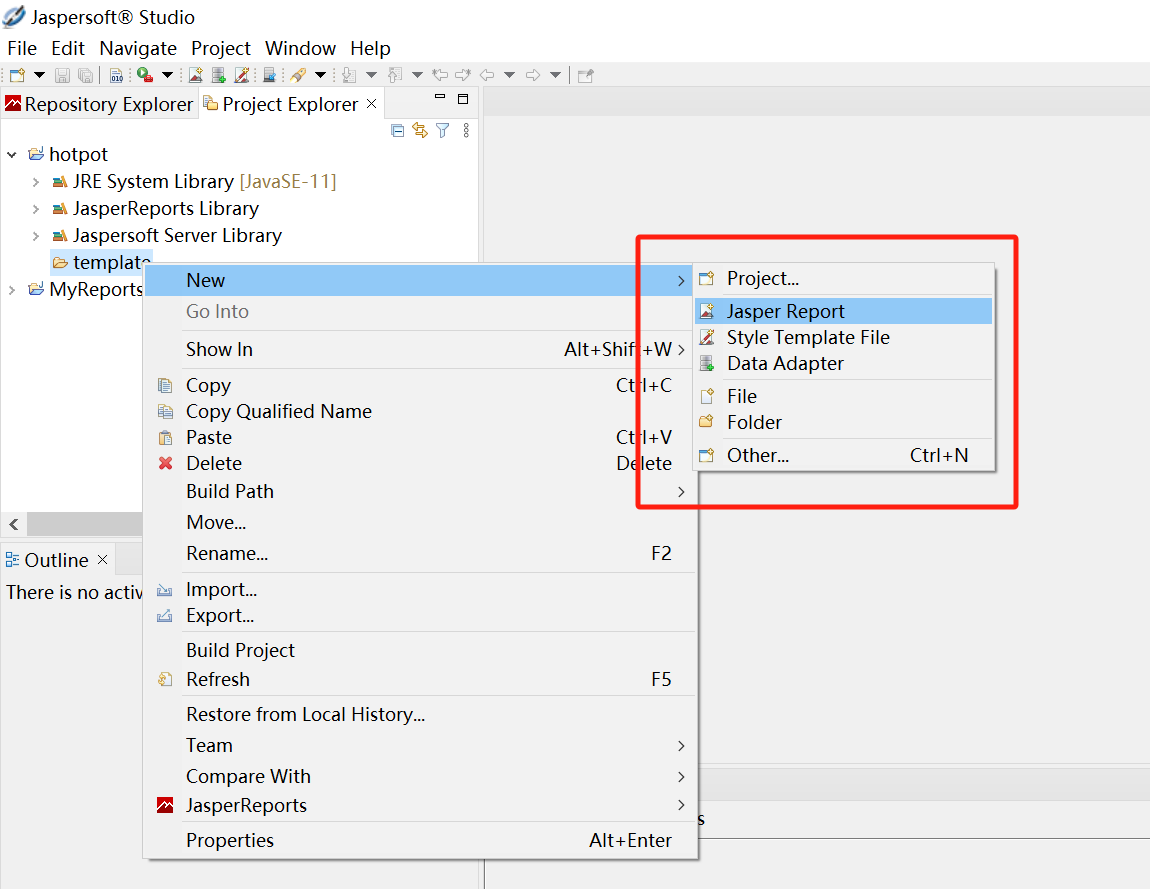 Jaspersoft® Studio
File Edit Navigate Project Window Help
Repository Explorer Project Explorer
hotpot
JRE System Library [JavaSE-11]
JasperReports Library
Jaspersoft Server Library
template
MyReports
Outline
There is no activ
New
Go Into
Show In Alt+Shift+W
Copy Ctrl+C
Copy Qualified Name
Paste Ctrl+V
Delete Delete
Build Path
Move...
Rename... F2
Import...
Export...
Build Project
Refresh F5
Restore from Local History...
Team
Compare With
JasperReports
Properties Alt+Enter
Project...
Jasper Report
Style Template File
Data Adapter
File
Folder
Other... Ctrl+N
s